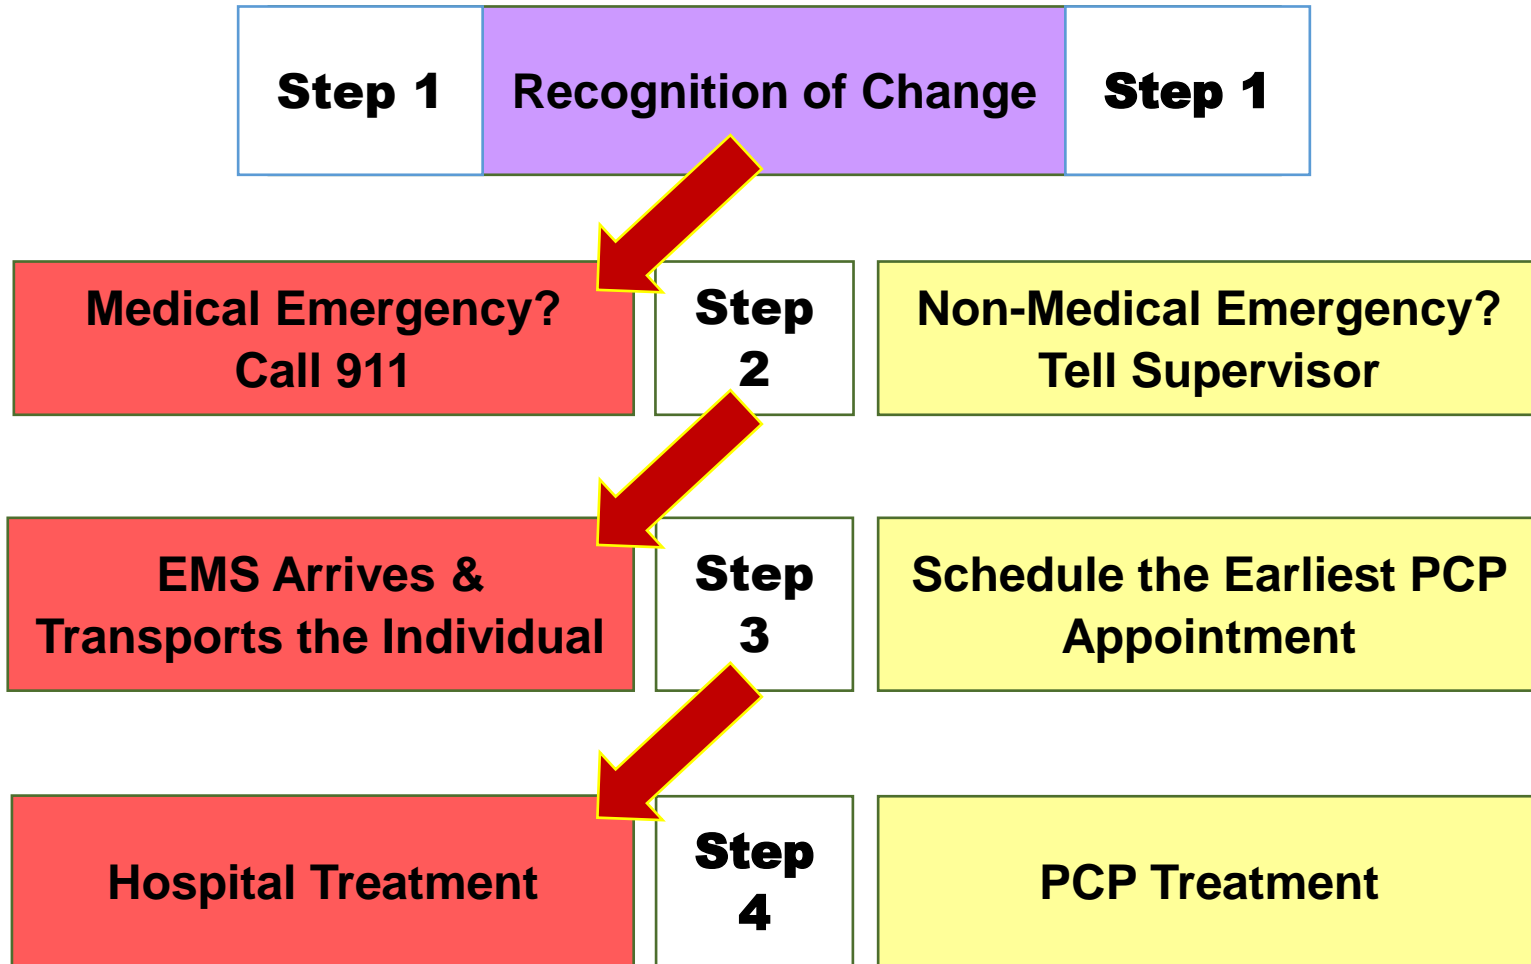 Step 1 Recognition of Change Step 1
Medical Emergency?
Call 911
Step
2
Non-Medical Emergency?
Tell Supervisor
EMS Arrives &
Transports the Individual
Step
3
Schedule the Earliest PCP
Appointment
Hospital Treatment
Step
4
PCP Treatment